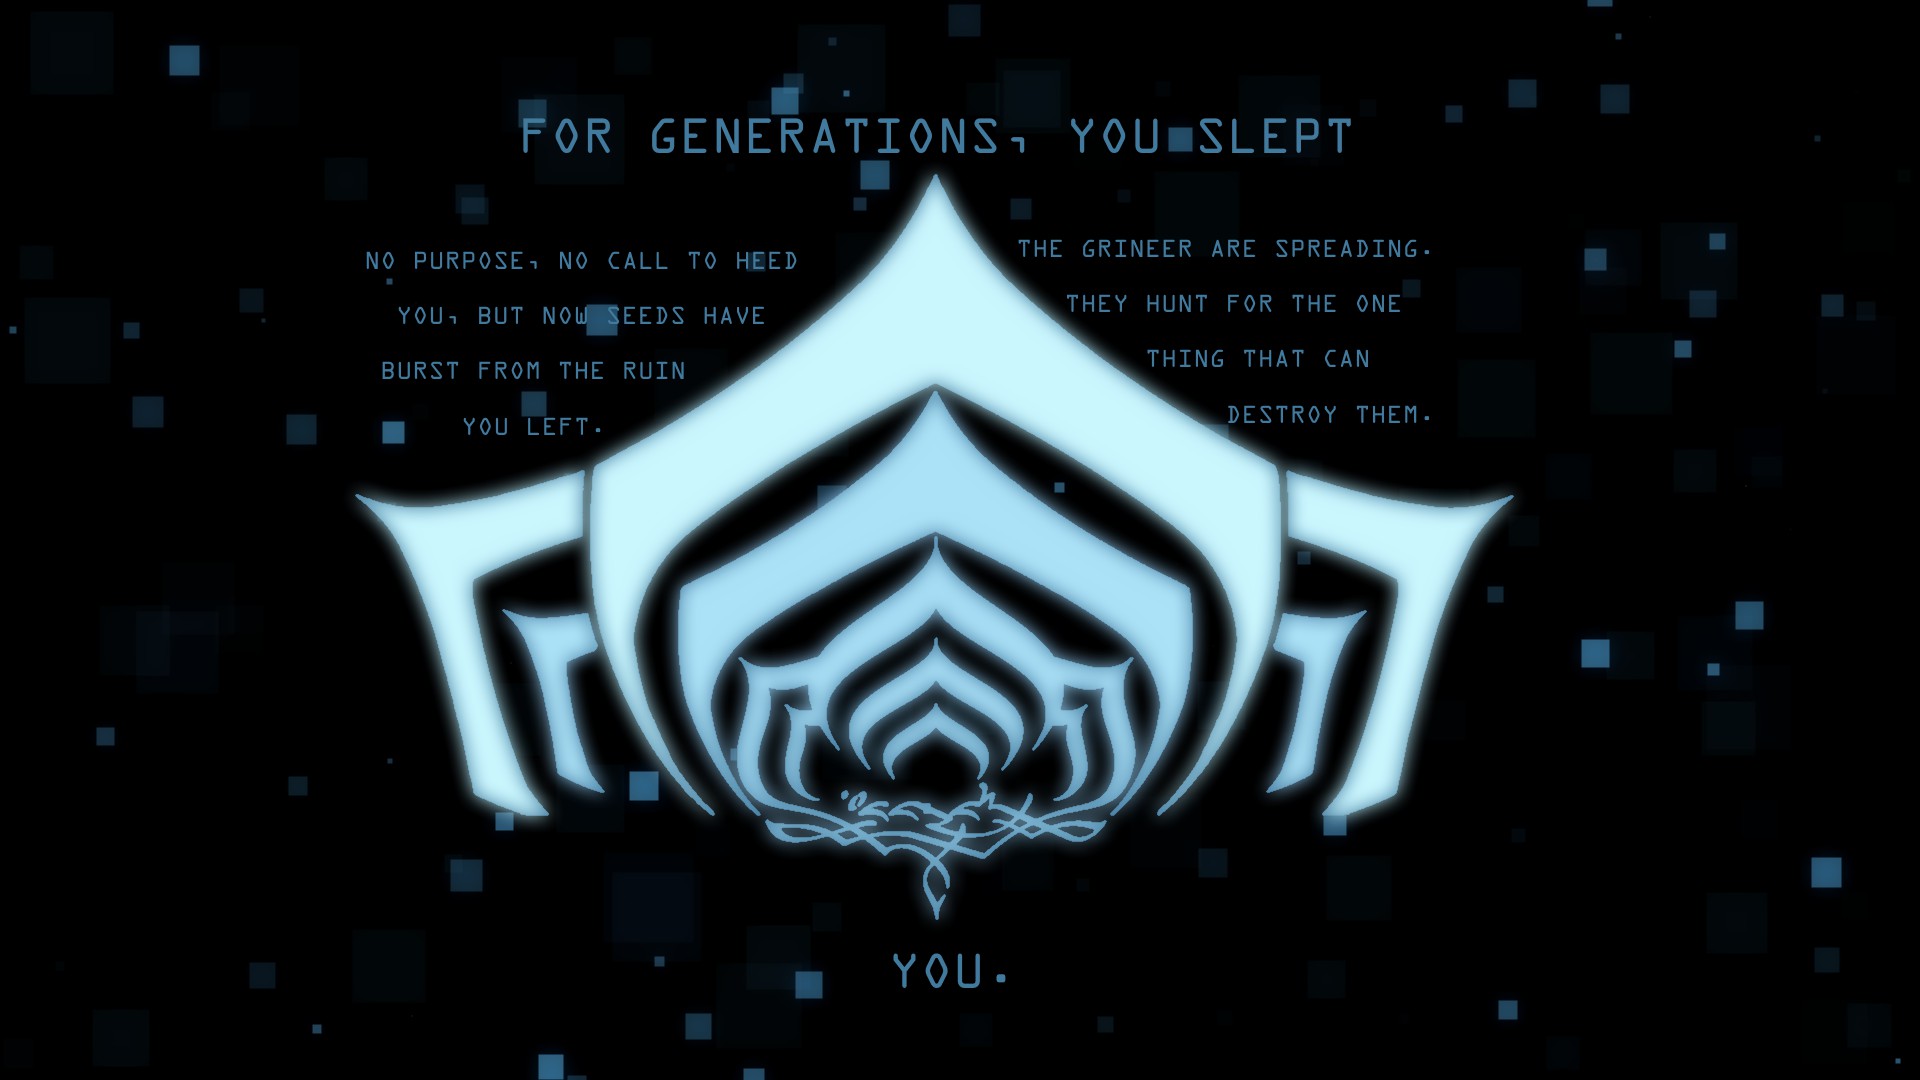 FOR GENERATIONS, YOU SLEPT
NO PURPOSE, NO CALL TO HEED
YOU, BUT NOW SEEDS HAVE
BURST FROM THE RUIN
YOU LEFT.
THE GRINEER ARE SPREADING.
THEY HUNT FOR THE ONE
THING THAT CAN
DESTROY THEM.
YOU.